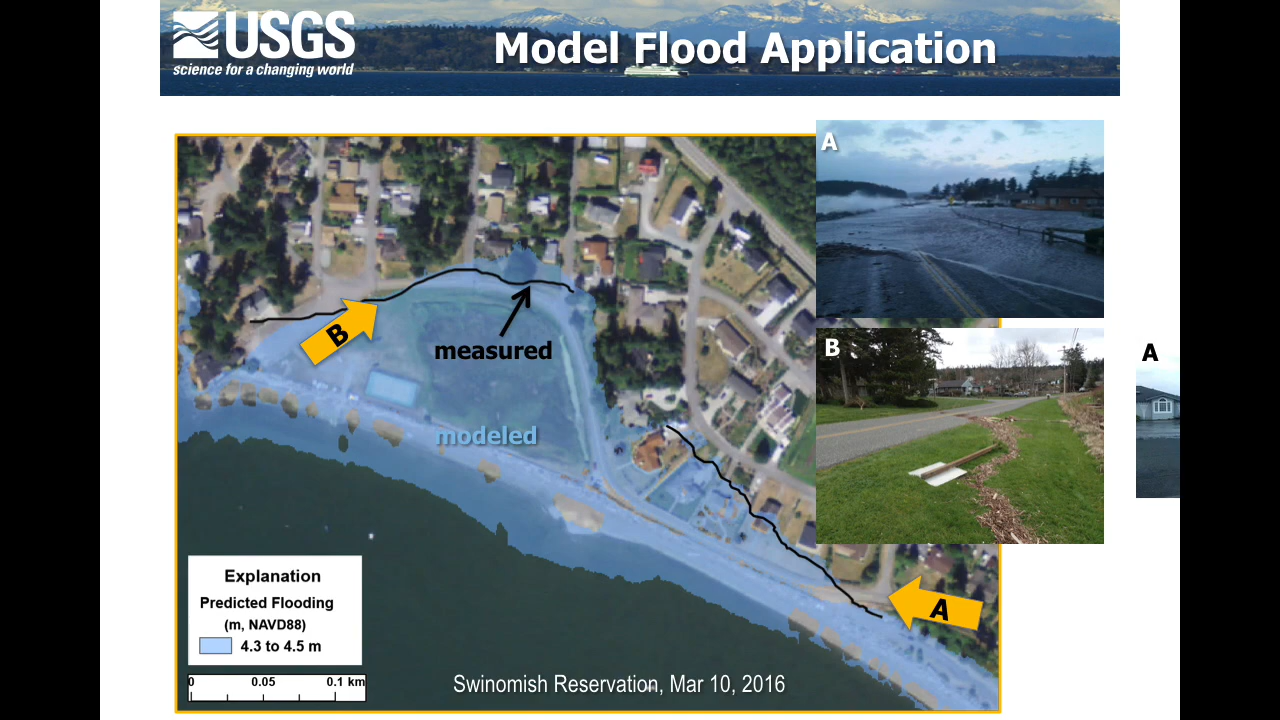 USGS
science for a changing world
Model Flood Application
A
B
measured
modeled
B
A
A
Explanation
Predicted Flooding
(m, NAVD88)
4.3 to 4.5 m
0 0.05 0.1 km
Swinomish Reservation, Mar 10, 2016